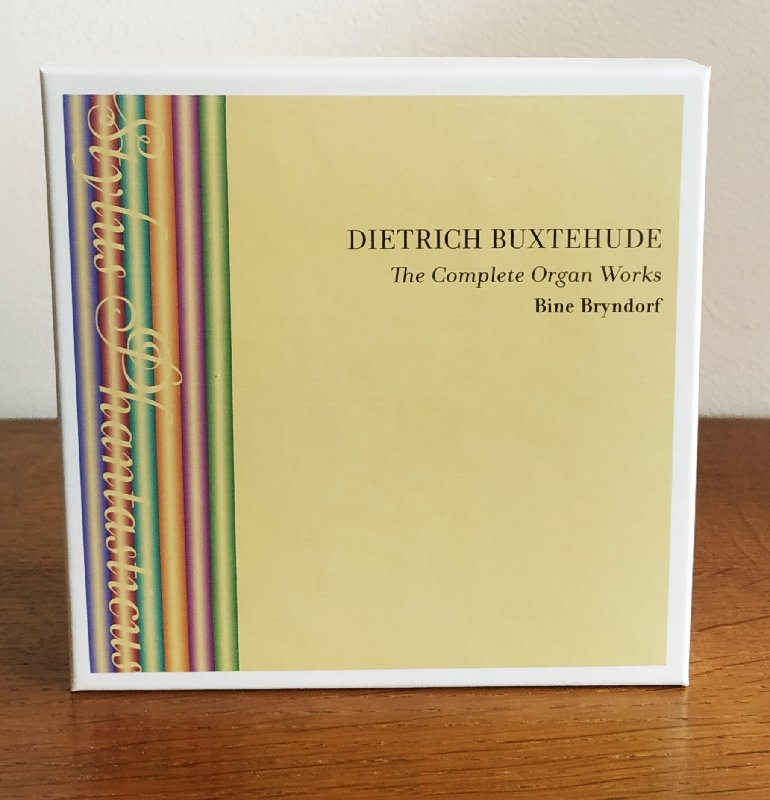 Stylus Phantasticus
DIETRICH BUXTEHUDE
The Complete Organ Works
Bine Bryndorf